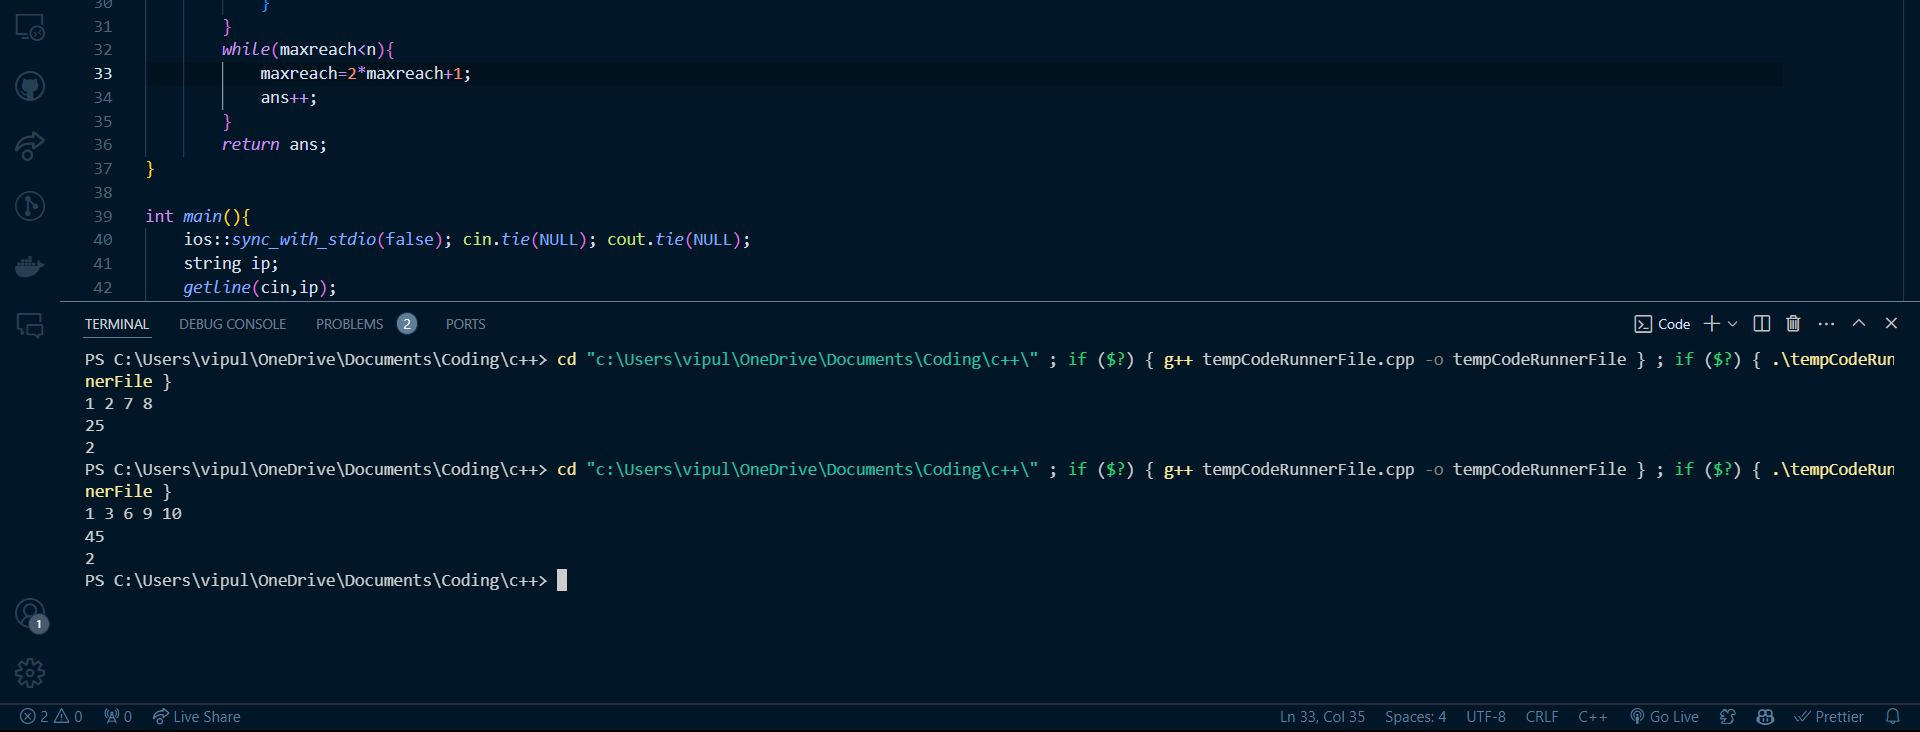 30 }
31 }
32 while(maxreach<n){
33 maxreach=2*maxreach+1;
34 ans++;
35 }
36 return ans;
37 }
38
39 int main(){
40 ios::sync_with_stdio(false); cin.tie(NULL); cout.tie(NULL);
41 string ip;
42 getline(cin,ip);
TERMINAL DEBUG CONSOLE PROBLEMS 2 PORTS Code
PS C:\Users\vipul\OneDrive\Documents\Coding\c++> cd "c:\Users\vipul\OneDrive\Documents\Coding\c++\" ; if ($?) { g++ tempCodeRunnerFile.cpp -o tempCodeRunnerFile } ; if ($?) { .\tempCodeRun
nerFile }
1 2 7 8
25
2
PS C:\Users\vipul\OneDrive\Documents\Coding\c++> cd "c:\Users\vipul\OneDrive\Documents\Coding\c++\" ; if ($?) { g++ tempCodeRunnerFile.cpp -o tempCodeRunnerFile } ; if ($?) { .\tempCodeRun
nerFile }
1 3 6 9 10
45
2
PS C:\Users\vipul\OneDrive\Documents\Coding\c++>
1
2 0 0 Live Share Ln 33, Col 35 Spaces: 4 UTF-8 CRLF C++ Go Live Prettier